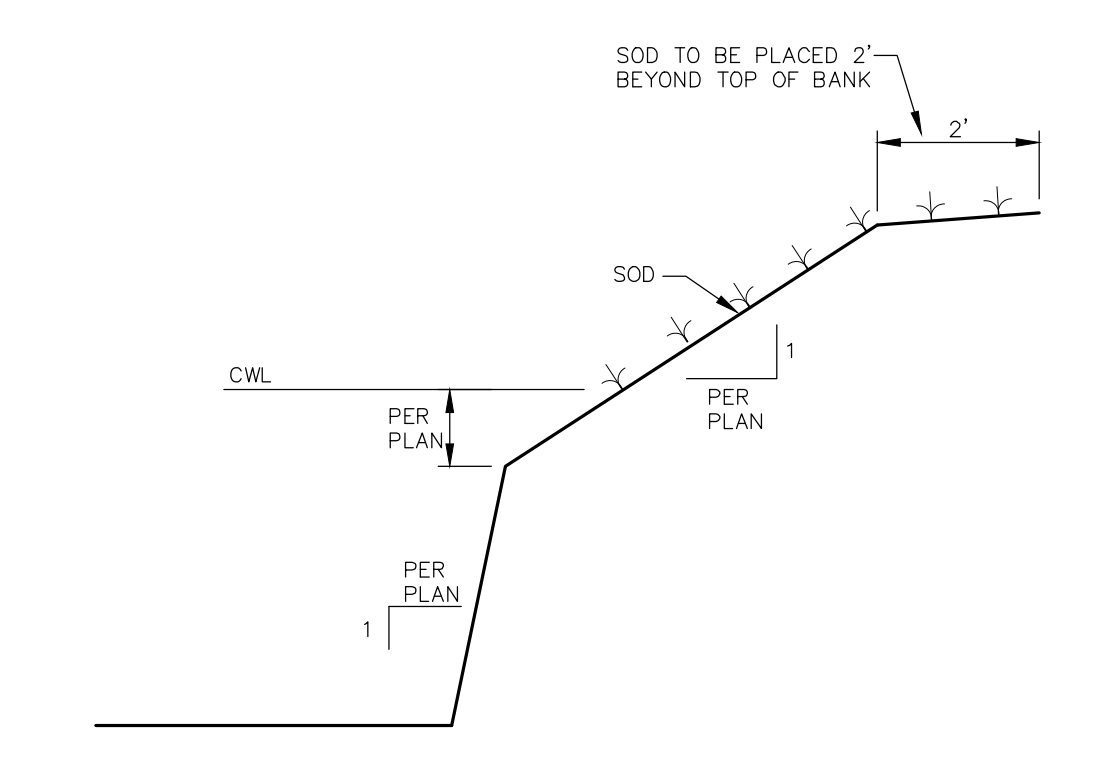 SOD TO BE PLACED 2'
BEYOND TOP OF BANK
2'
SOD
1
PER
PLAN
CWL
PER
PLAN
PER
PLAN
1